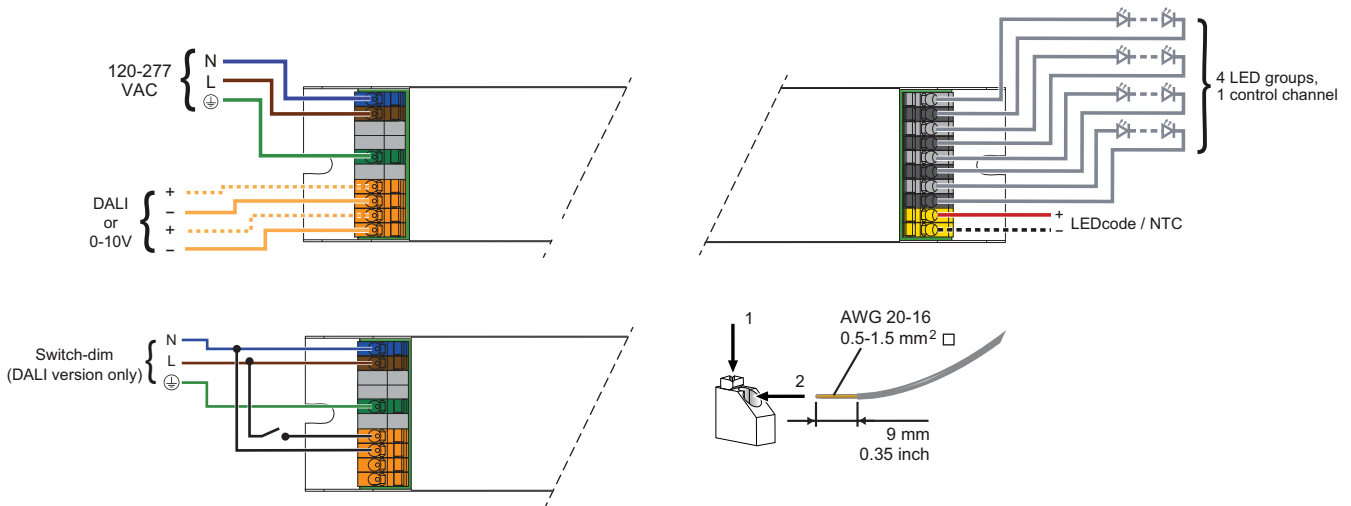 120-277
VAC
N
L
DALI
or
0-10V
+
–
+
–
4 LED groups,
1 control channel
+
–
LEDcode / NTC
Switch-dim
(DALI version only)
N
L
1
2
AWG 20-16
0.5-1.5 mm² □
9 mm
0.35 inch